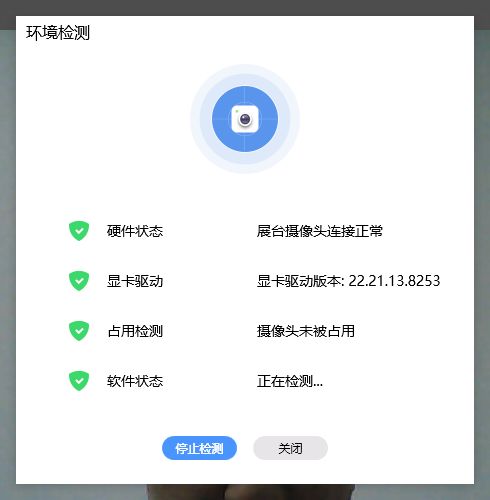 环境检测
硬件状态 展台摄像头连接正常
显卡驱动 显卡驱动版本: 22.21.13.8253
占用检测 摄像头未被占用
软件状态 正在检测...
停止检测 关闭